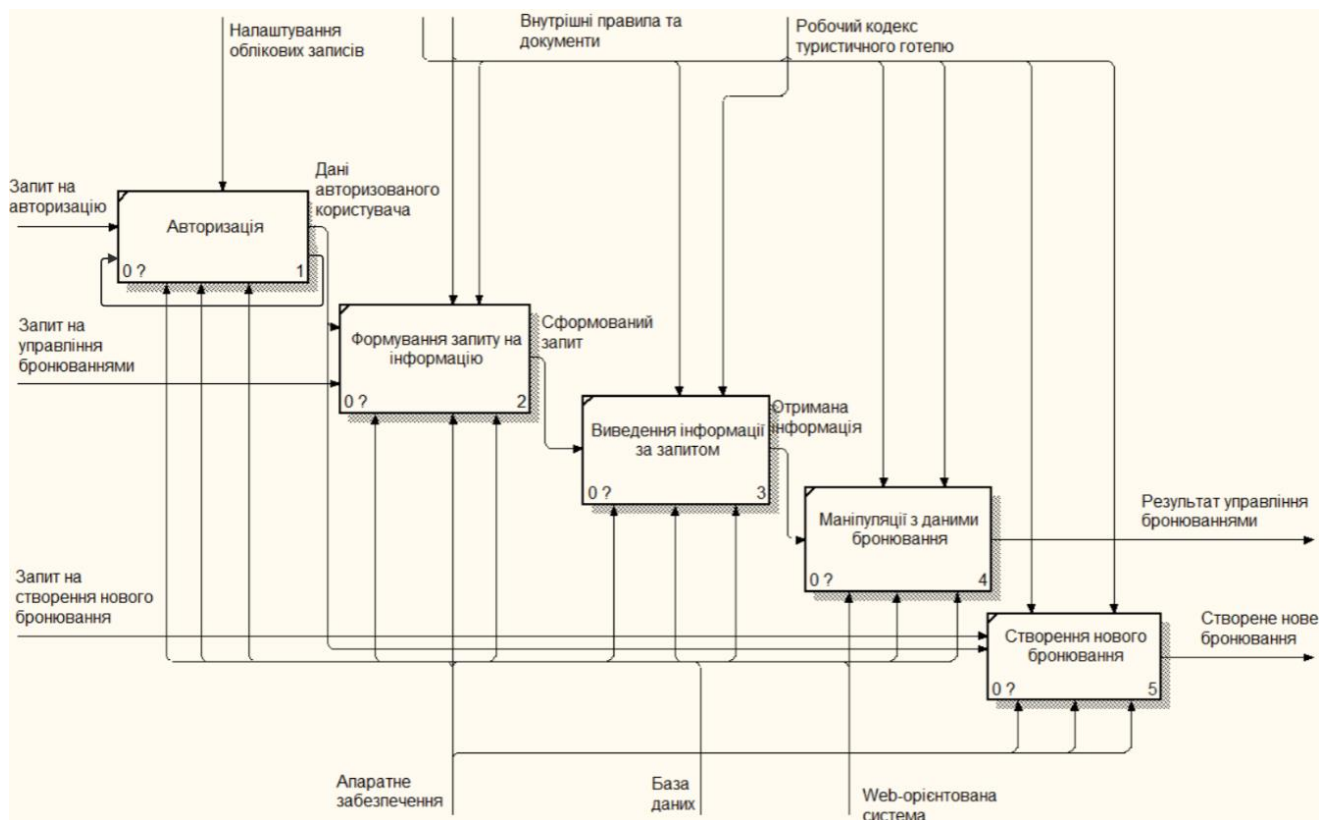 Налаштування
облікових записів
Внутрішні правила та
документи
Робочий кодекс
туристичного готелю
Запит на
авторизацію
Авторизація
0 ?
1
Дані
авторизованого
користувача
Запит на
управління
бронюваннями
Формування запиту на
інформацію
0 ?
2
Сформований
запит
Виведення інформації
за запитом
0 ?
3
Отримана
інформація
Маніпуляції з даними
бронювання
0 ?
4
Результат управління
бронюваннями
Запит на
створення нового
бронювання
Створення нового
бронювання
0 ?
5
Створене нове
бронювання
Апаратне
забезпечення
База
даних
Web-орієнтована
система